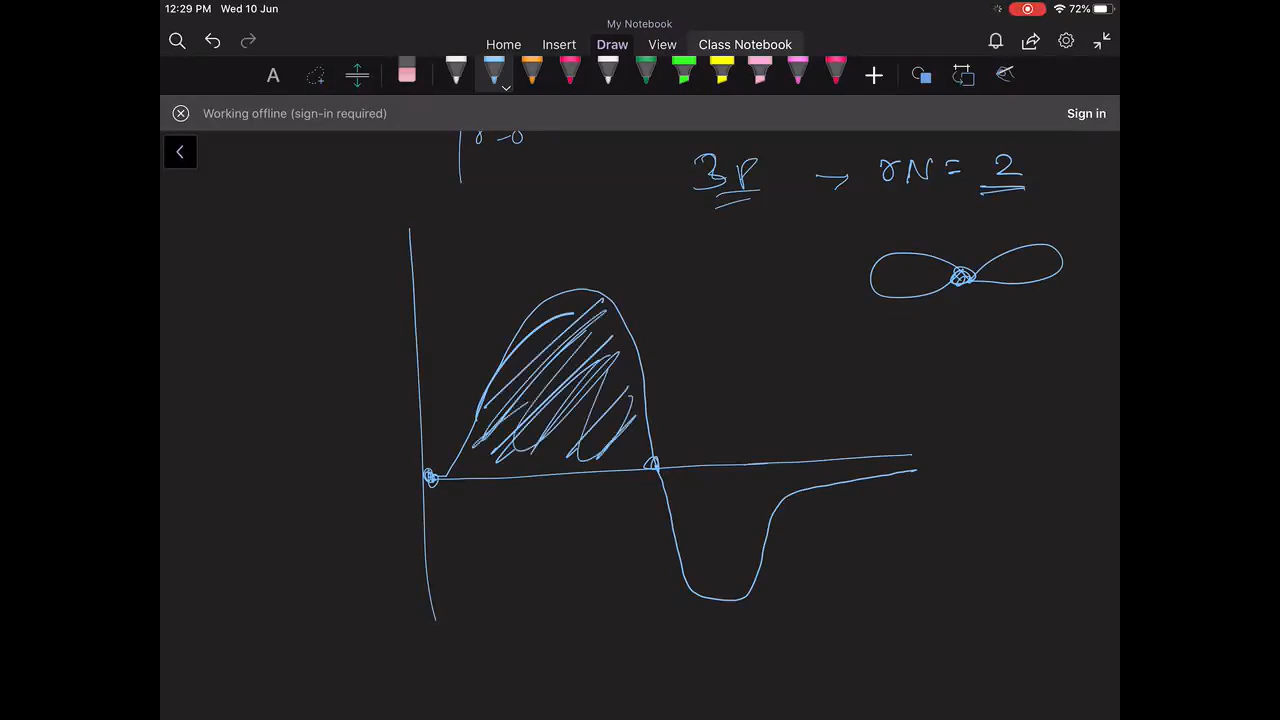 12:29 PM Wed 10 Jun
72%
My Notebook
Home Insert Draw View Class Notebook
A
Working offline (sign-in required)
Sign in
3P → rN = 2